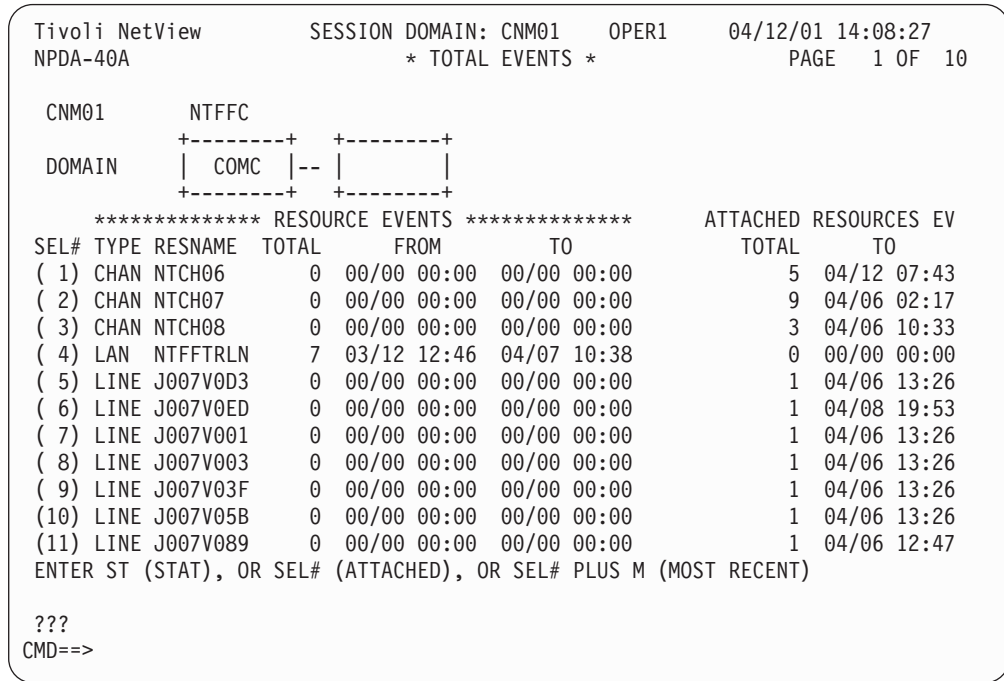 Tivoli NetView SESSION DOMAIN: CNM01 OPER1 04/12/01 14:08:27
NPDA-40A * TOTAL EVENTS * PAGE 1 OF 10
CNM01 NTFFC
+--------+ +--------+
DOMAIN | COMC |-- | |
+--------+ +--------+
************** RESOURCE EVENTS ************** ATTACHED RESOURCES EV
SEL# TYPE RESNAME TOTAL FROM TO TOTAL TO
( 1) CHAN NTCH06 0 00/00 00:00 00/00 00:00 5 04/12 07:43
( 2) CHAN NTCH07 0 00/00 00:00 00/00 00:00 9 04/06 02:17
( 3) CHAN NTCH08 0 00/00 00:00 00/00 00:00 3 04/06 10:33
( 4) LAN NTFFTRLN 7 03/12 12:46 04/07 10:38 0 00/00 00:00
( 5) LINE J007V0D3 0 00/00 00:00 00/00 00:00 1 04/06 13:26
( 6) LINE J007V0ED 0 00/00 00:00 00/00 00:00 1 04/08 19:53
( 7) LINE J007V001 0 00/00 00:00 00/00 00:00 1 04/06 13:26
( 8) LINE J007V003 0 00/00 00:00 00/00 00:00 1 04/06 13:26
( 9) LINE J007V03F 0 00/00 00:00 00/00 00:00 1 04/06 13:26
(10) LINE J007V05B 0 00/00 00:00 00/00 00:00 1 04/06 13:26
(11) LINE J007V089 0 00/00 00:00 00/00 00:00 1 04/06 12:47
ENTER ST (STAT), OR SEL# (ATTACHED), OR SEL# PLUS M (MOST RECENT)
???
CMD==>